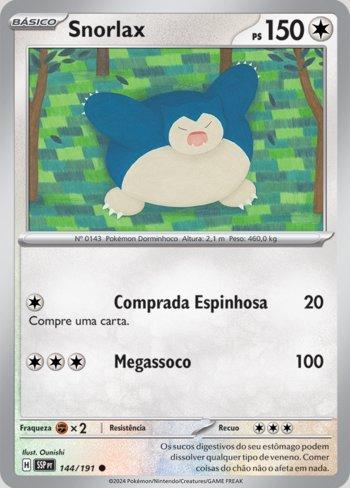 BÁSICO
Snorlax
PS 150
Nº 0143 Pokémon Dorminhoco Altura: 2,1 m Peso: 460,0 kg
Comprada Espinhosa 20
Compre uma carta.
Megassoco 100
Fraqueza × 2 Resistência Recuo
Ilust. Ounishi
H SSP PT 144/191
Os sucos digestivos do seu estômago podem
dissolver qualquer tipo de veneno. Comer
coisas do chão não o afeta em nada.
©2024 Pokémon/Nintendo/Creatures/GAME FREAK